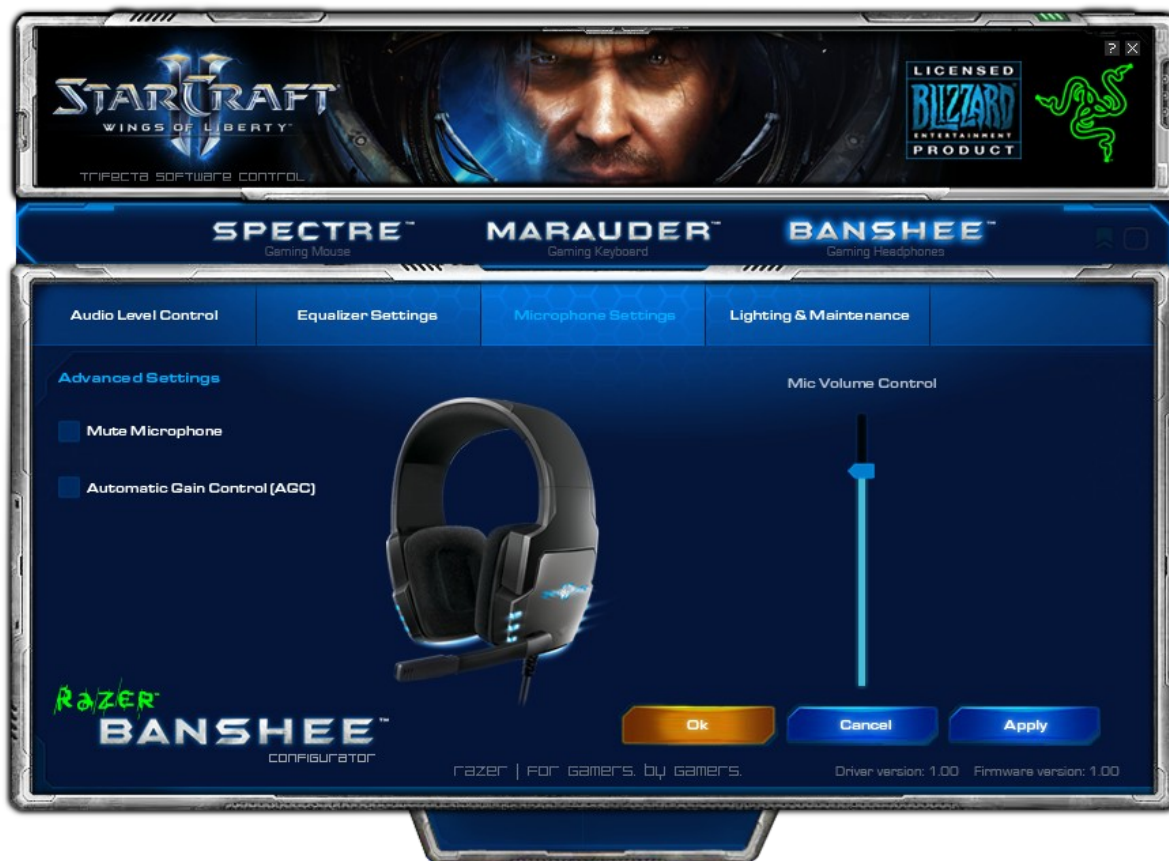 STARCRAFT
II
WINGS OF LIBERTY™
TRIFECTA SOFTWARE CONTROL
? X
LICENSED
BLIZZARD
ENTERTAINMENT
PRODUCT
SPECTRE™ MARAUDER™ BANSHEE™
Gaming Mouse Gaming Keyboard Gaming Headphones
Audio Level Control Equalizer Settings Microphone Settings Lighting & Maintenance
Advanced Settings
Mic Volume Control
Mute Microphone
Automatic Gain Control (AGC)
RAZER™
BANSHEE™
CONFIGURATOR
Ok Cancel Apply
razer | For Gamers. by Gamers.
Driver version: 1.00 Firmware version: 1.00